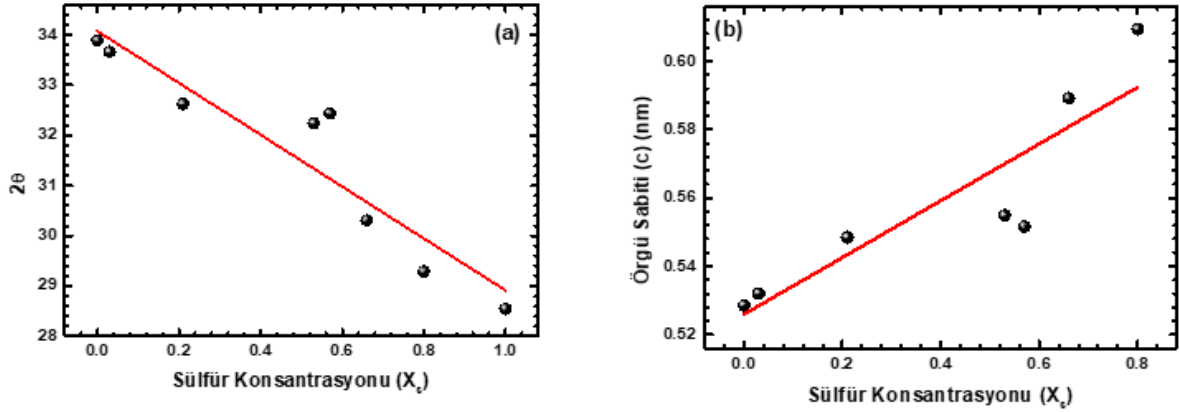 (a)
34
33
32
31
30
29
28
2θ
0.0 0.2 0.4 0.6 0.8 1.0
Sülfür Konsantrasyonu (Xc)
(b)
0.60
0.58
0.56
0.54
0.52
Örgü Sabiti (c) (nm)
0.0 0.2 0.4 0.6 0.8
Sülfür Konsantrasyonu (Xc)